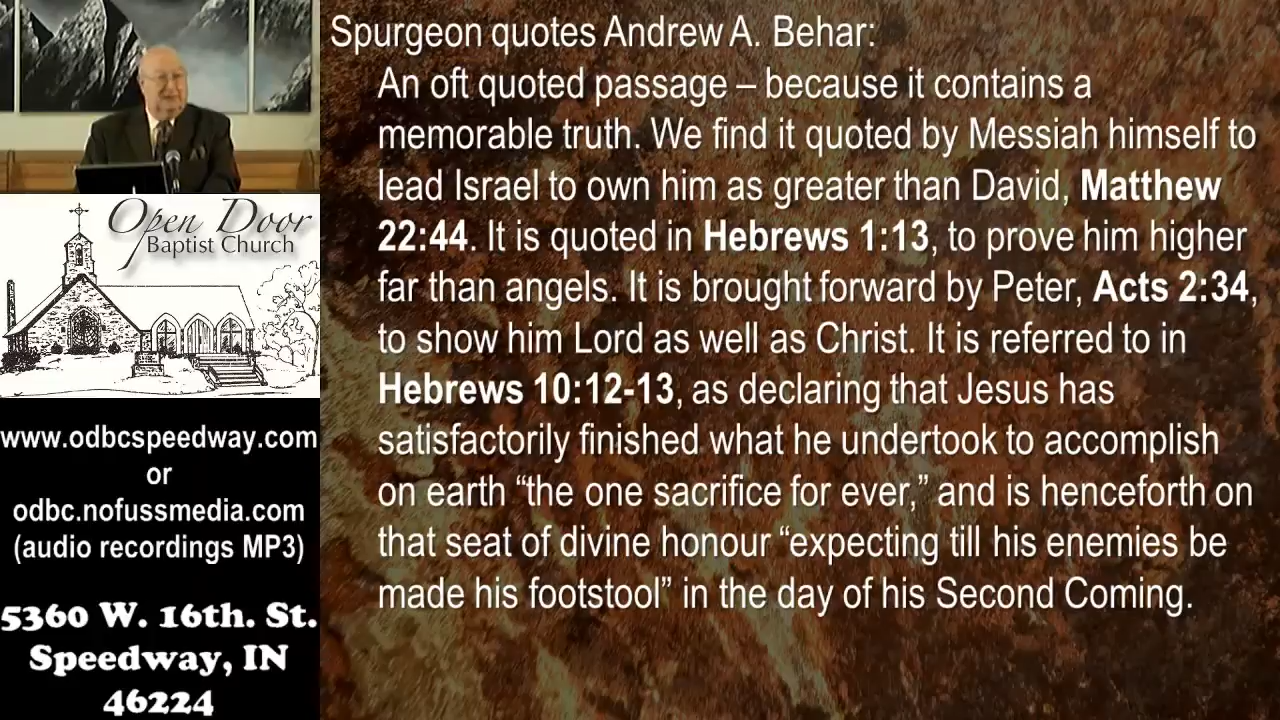 Spurgeon quotes Andrew A. Behar:
An oft quoted passage – because it contains a
memorable truth. We find it quoted by Messiah himself to
lead Israel to own him as greater than David, Matthew
22:44. It is quoted in Hebrews 1:13, to prove him higher
far than angels. It is brought forward by Peter, Acts 2:34,
to show him Lord as well as Christ. It is referred to in
Hebrews 10:12-13, as declaring that Jesus has
satisfactorily finished what he undertook to accomplish
on earth “the one sacrifice for ever,” and is henceforth on
that seat of divine honour “expecting till his enemies be
made his footstool” in the day of his Second Coming.
Open Door
Baptist Church
www.odbcspeedway.com
or
odbc.nofussmedia.com
(audio recordings MP3)
5360 W. 16th. St.
Speedway, IN
46224